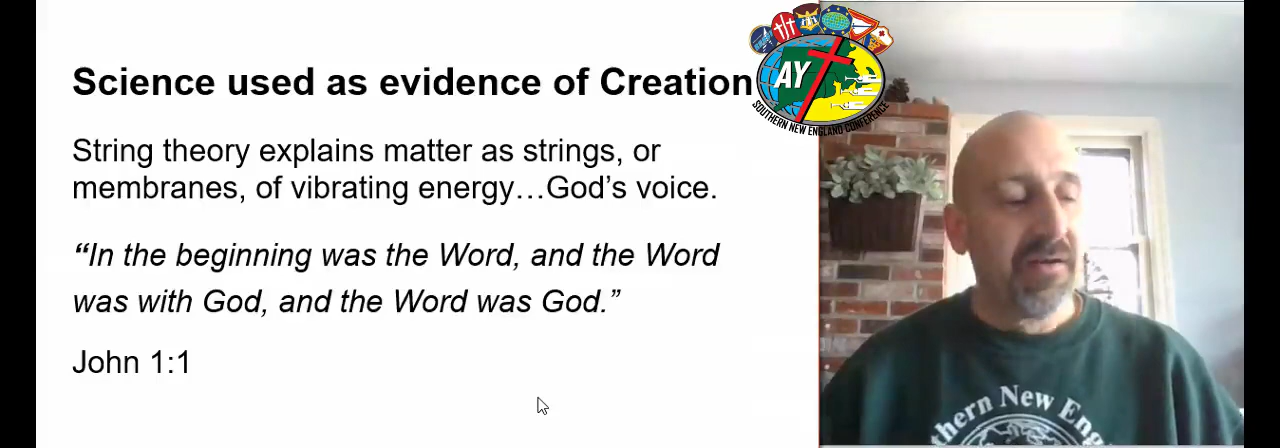 Science used as evidence of Creation
String theory explains matter as strings, or
membranes, of vibrating energy…God’s voice.
“In the beginning was the Word, and the Word
was with God, and the Word was God.”
John 1:1
AY
SOUTHERN NEW ENGLAND CONFERENCE
thern New Eng